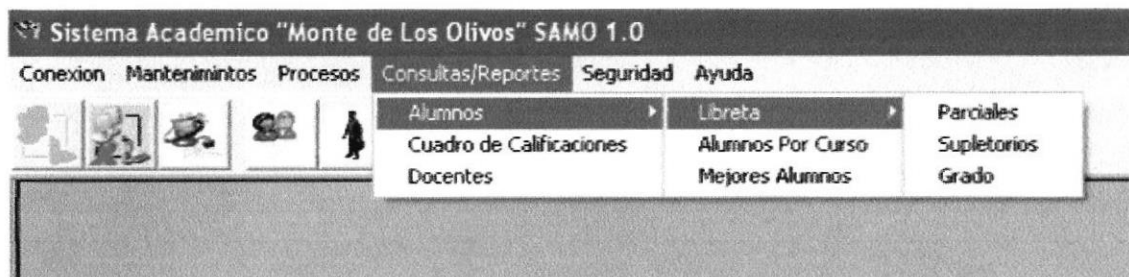 Sistema Academico "Monte de Los Olivos" SAMO 1.0
Conexion Mantenimintos Procesos Consultas/Reportes Seguridad Ayuda
Alumnos Libreta Parciales
Cuadro de Calificaciones Alumnos Por Curso Supletorios
Docentes Mejores Alumnos Grado